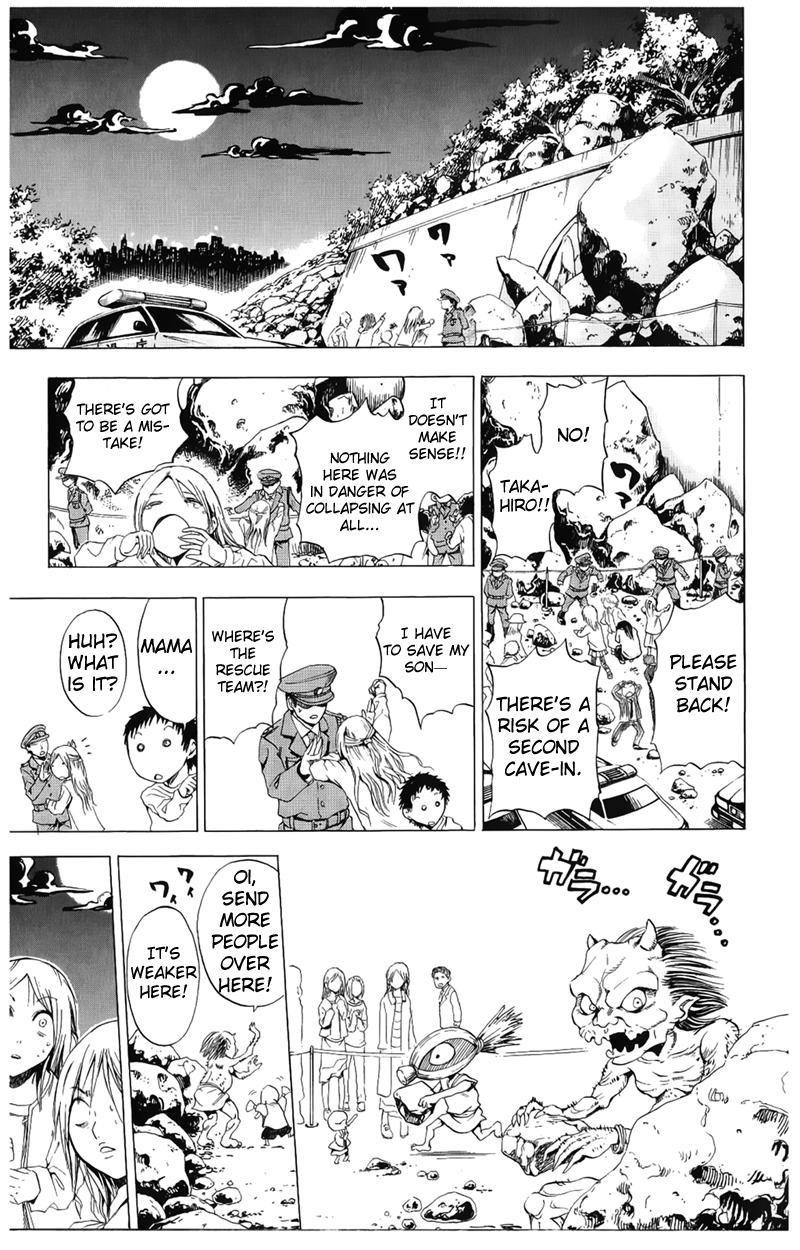 ワァ
ワァ
NO!
TAKA-
HIRO!!
PLEASE
STAND
BACK!
THERE'S A
RISK OF A
SECOND
CAVE-IN.
IT
DOESN'T
MAKE
SENSE!!
NOTHING
HERE WAS
IN DANGER OF
COLLAPSING AT
ALL...
THERE'S GOT
TO BE A MIS-
TAKE!
I HAVE
TO SAVE MY
SON—
WHERE'S
THE
RESCUE
TEAM?!
MAMA
...
HUH?
WHAT
IS IT?
ガラ...
ガラ...
OI,
SEND
MORE
PEOPLE
OVER
HERE!
IT'S
WEAKER
HERE!
ワイ
ワイ